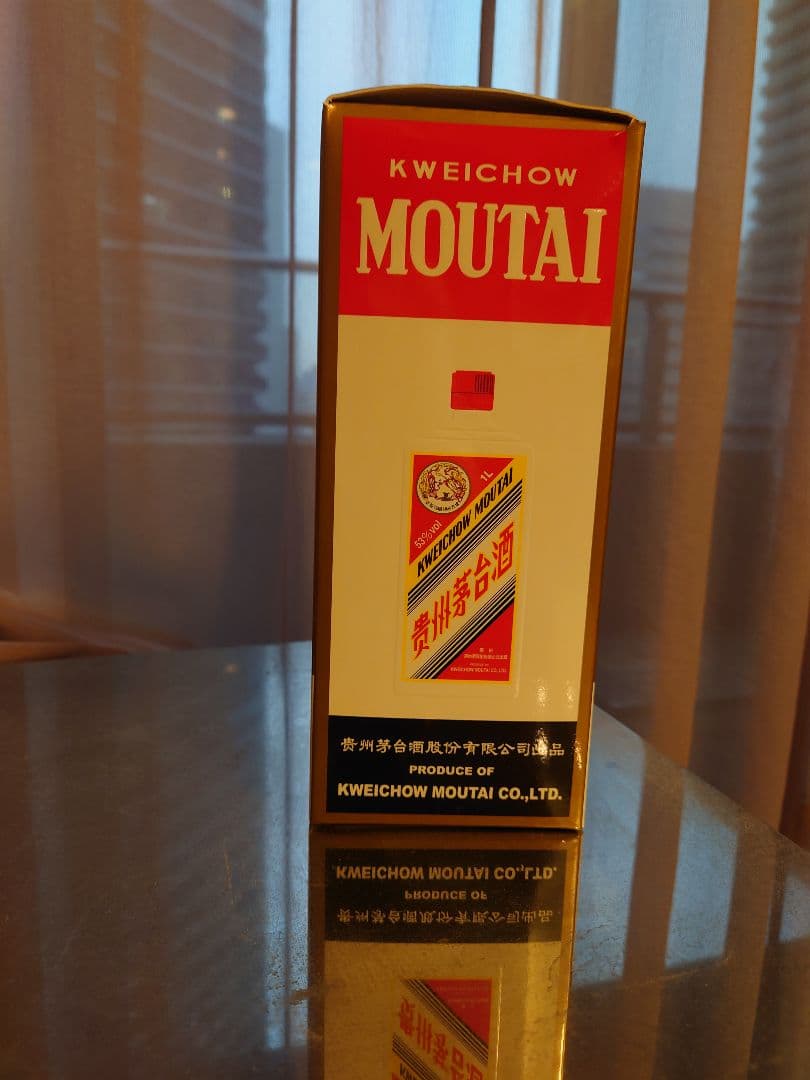 KWEICHOW
MOUTAI
1L
53%vol
KWEICHOW MOUTAI
贵州茅台酒
KWEICHOW MOUTAI CO., LTD.
贵州茅台酒股份有限公司出品
PRODUCE OF
KWEICHOW MOUTAI CO.,LTD.